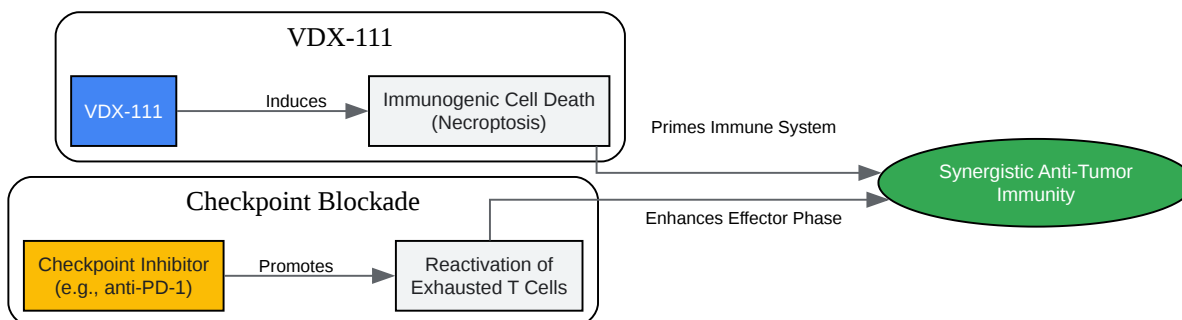 VDX-111
VDX-111
Induces
Immunogenic Cell Death
(Necroptosis)
Primes Immune System
Synergistic Anti-Tumor
Immunity
Checkpoint Blockade
Enhances Effector Phase
Checkpoint Inhibitor
(e.g., anti-PD-1)
Promotes
Reactivation of
Exhausted T Cells